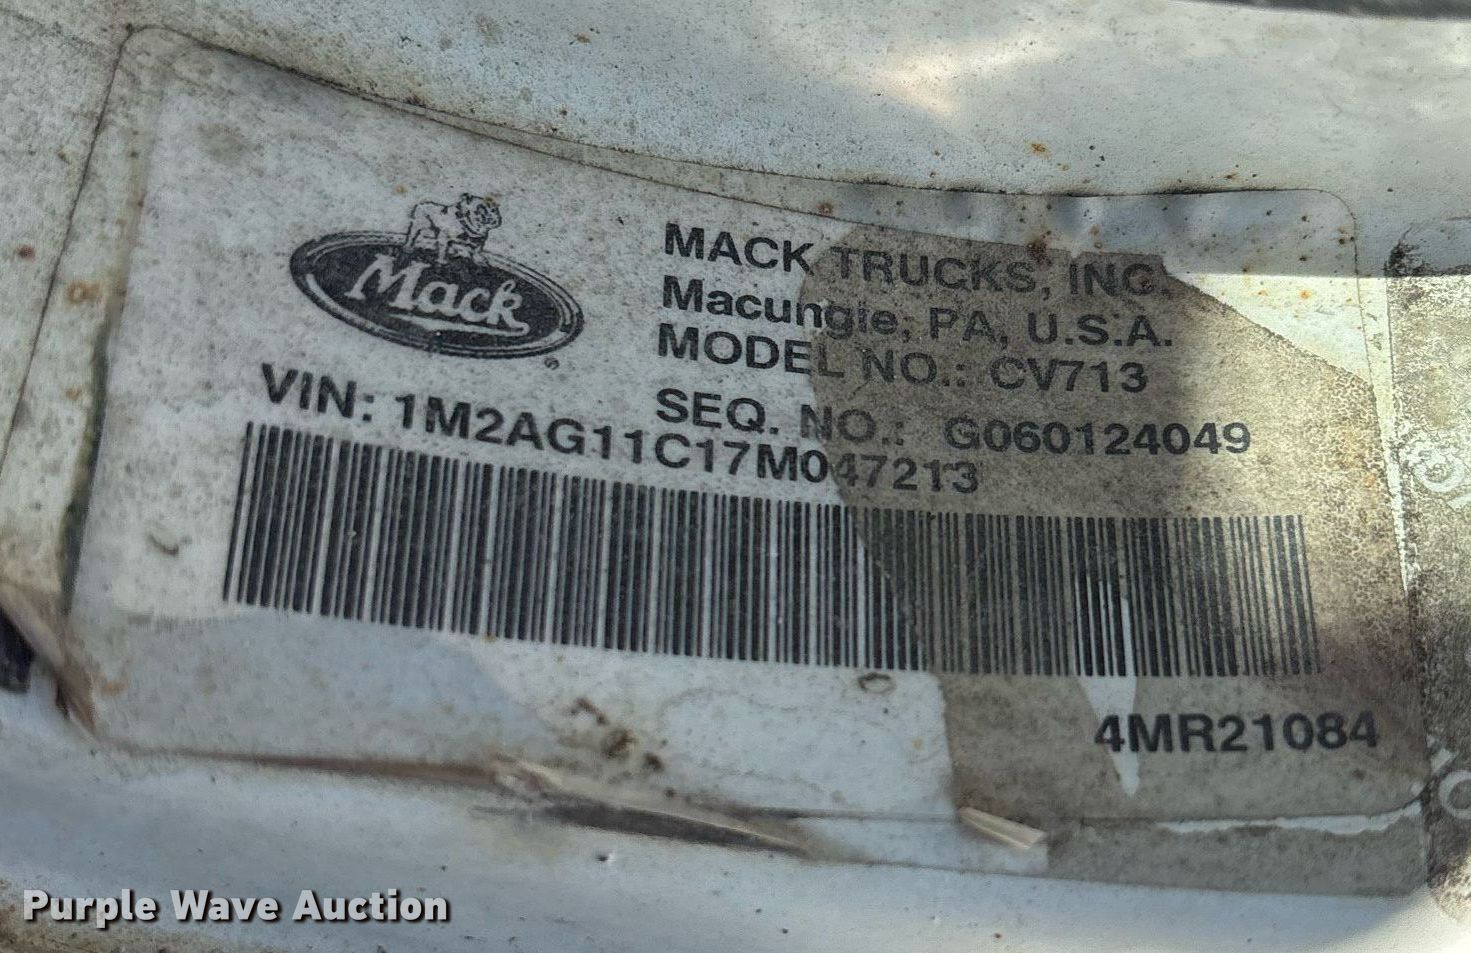 Mack
MACK TRUCKS, INC.
Macungie, PA, U.S.A.
MODEL NO.: CV713
SEQ. NO.: G060124049
VIN: 1M2AG11C17M047213
4MR21084
Purple Wave Auction